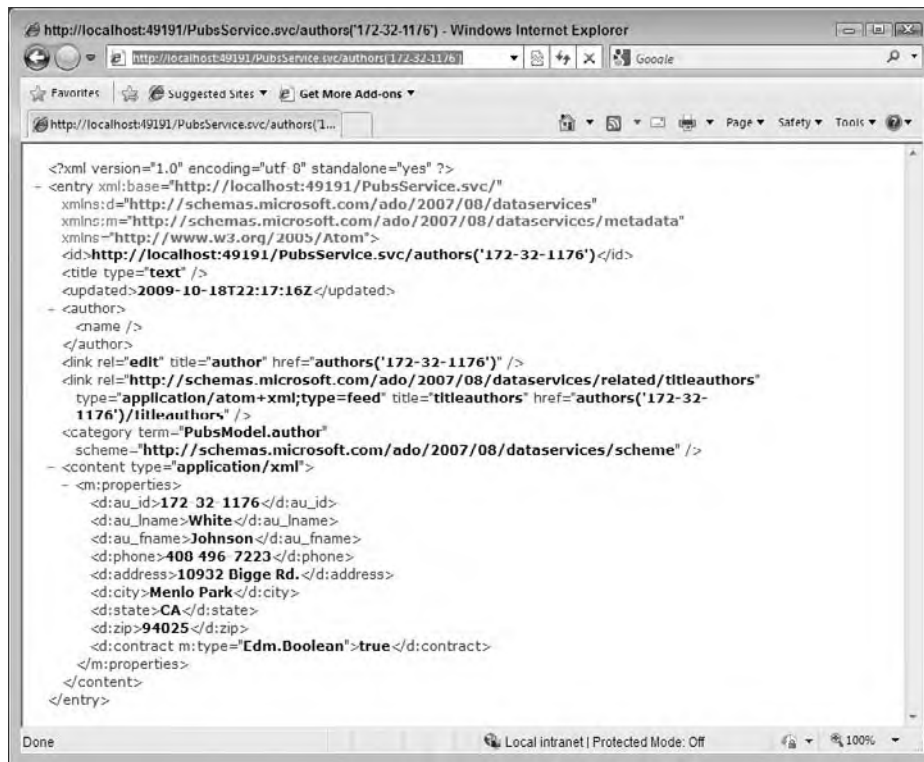 http://localhost:49191/PubsService.svc/authors('172-32-1176') - Windows Internet Explorer
http://localhost:49191/PubsService.svc/authors('172-32-1176')
Google
Favorites
Suggested Sites
Get More Add-ons
http://localhost:49191/PubsService.svc/authors('1...
Page
Safety
Tools
<?xml version="1.0" encoding="utf-8" standalone="yes" ?>
- <entry xml:base="http://localhost:49191/PubsService.svc/"
xmlns:d="http://schemas.microsoft.com/ado/2007/08/dataservices"
xmlns:m="http://schemas.microsoft.com/ado/2007/08/dataservices/metadata"
xmlns="http://www.w3.org/2005/Atom">
<id>http://localhost:49191/PubsService.svc/authors('172-32-1176')</id>
<title type="text" />
<updated>2009-10-18T22:17:16Z</updated>
- <author>
<name />
</author>
<link rel="edit" title="author" href="authors('172-32-1176')" />
<link rel="http://schemas.microsoft.com/ado/2007/08/dataservices/related/titleauthors"
type="application/atom+xml;type=feed" title="titleauthors" href="authors('172-32-
1176')/titleauthors" />
<category term="PubsModel.author"
scheme="http://schemas.microsoft.com/ado/2007/08/dataservices/scheme" />
- <content type="application/xml">
- <m:properties>
<d:au_id>172-32-1176</d:au_id>
<d:au_lname>White</d:au_lname>
<d:au_fname>Johnson</d:au_fname>
<d:phone>408 496-7223</d:phone>
<d:address>10932 Bigge Rd.</d:address>
<d:city>Menlo Park</d:city>
<d:state>CA</d:state>
<d:zip>94025</d:zip>
<d:contract m:type="Edm.Boolean">true</d:contract>
</m:properties>
</content>
</entry>
Done
Local intranet | Protected Mode: Off
100%